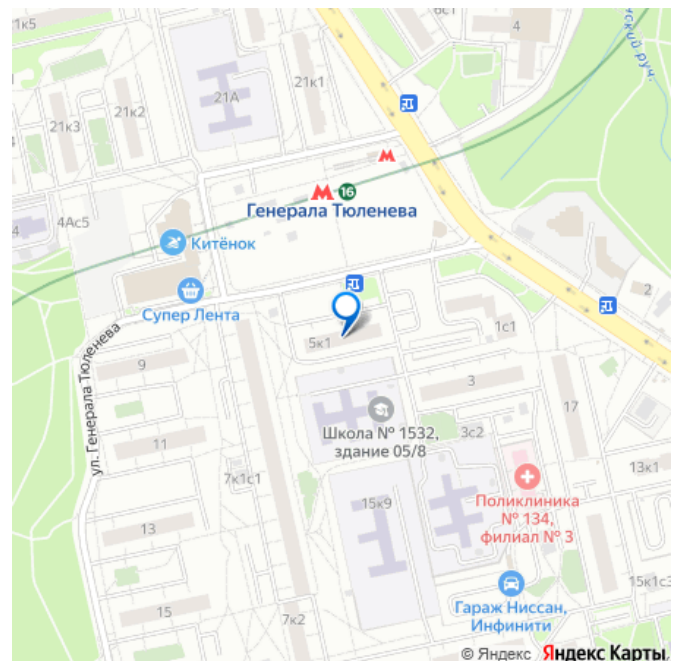 1к5
6с1
ский руч.
21к1
21А
21к2
21к3
4Ас5
4
16
Генерала Тюленева
Китёнок
Супер Лента
ул. Генерала Тюленева
2
1с1
5к1
9
3
17
Школа № 1532,
здание 05/8
3с2
11
7к1с1
13к1
Поликлиника
№ 134,
филиал № 3
15к9
13
15к1с3
Гараж Ниссан,
Инфинити
15
7к2
© Яндекс Яндекс Карты